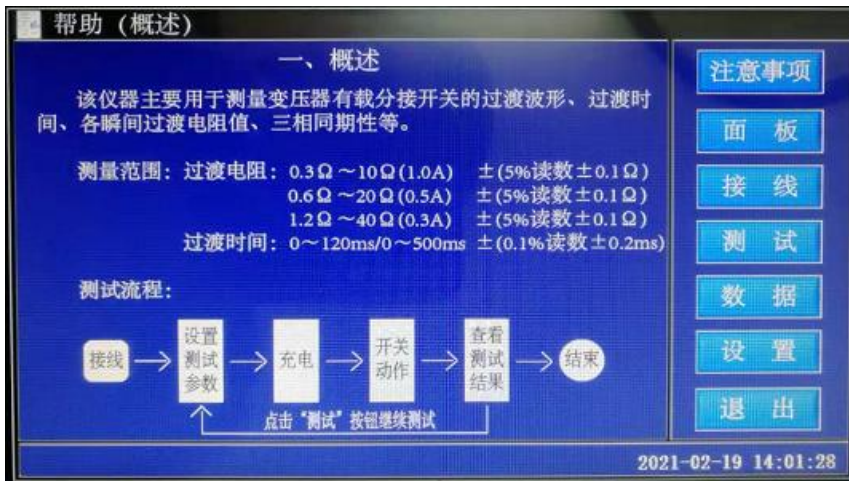 帮助 (概述)
一、概述
该仪器主要用于测量变压器有载分接开关的过渡波形、过渡时
间、各瞬间过渡电阻值、三相同期性等。
测量范围: 过渡电阻: 0.3Ω～10Ω(1.0A) ±(5%读数±0.1Ω)
0.6Ω～20Ω(0.5A) ±(5%读数±0.1Ω)
1.2Ω～40Ω(0.3A) ±(5%读数±0.1Ω)
过渡时间: 0～120ms/0～500ms ±(0.1%读数±0.2ms)
测试流程:
接线
设置
测试
参数
充电
开关
动作
查看
测试
结果
结束
点击“测试”按钮继续测试
注意事项
面 板
接 线
测 试
数 据
设 置
退 出
2021-02-19 14:01:28